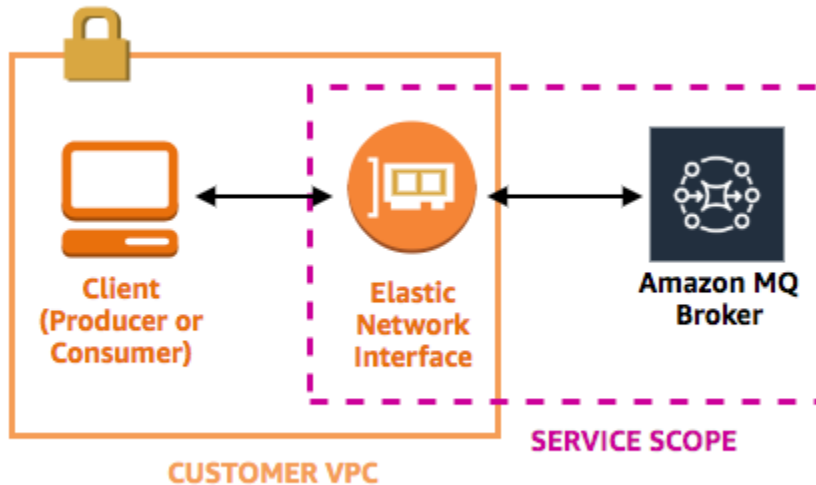 Client
(Producer or
Consumer)
Elastic
Network
Interface
Amazon MQ
Broker
SERVICE SCOPE
CUSTOMER VPC